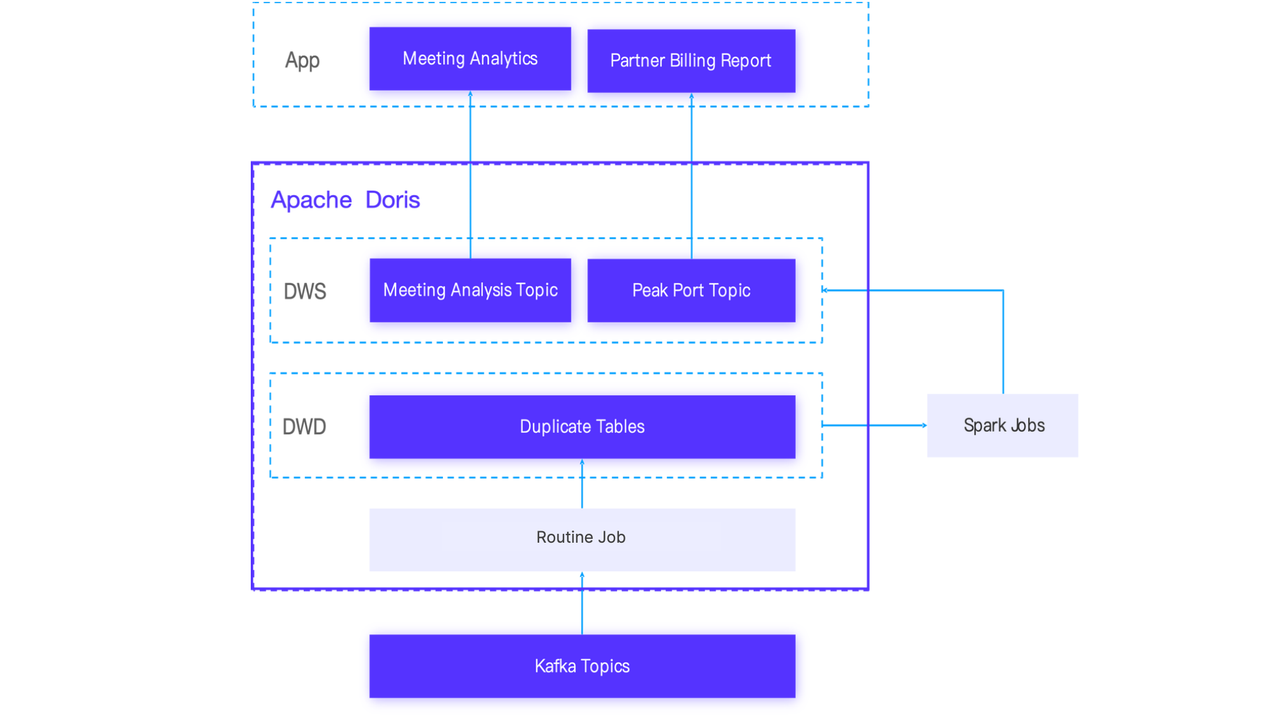 App
Meeting Analytics
Partner Billing Report
Apache Doris
DWS
Meeting Analysis Topic
Peak Port Topic
DWD
Duplicate Tables
Spark Jobs
Routine Job
Kafka Topics